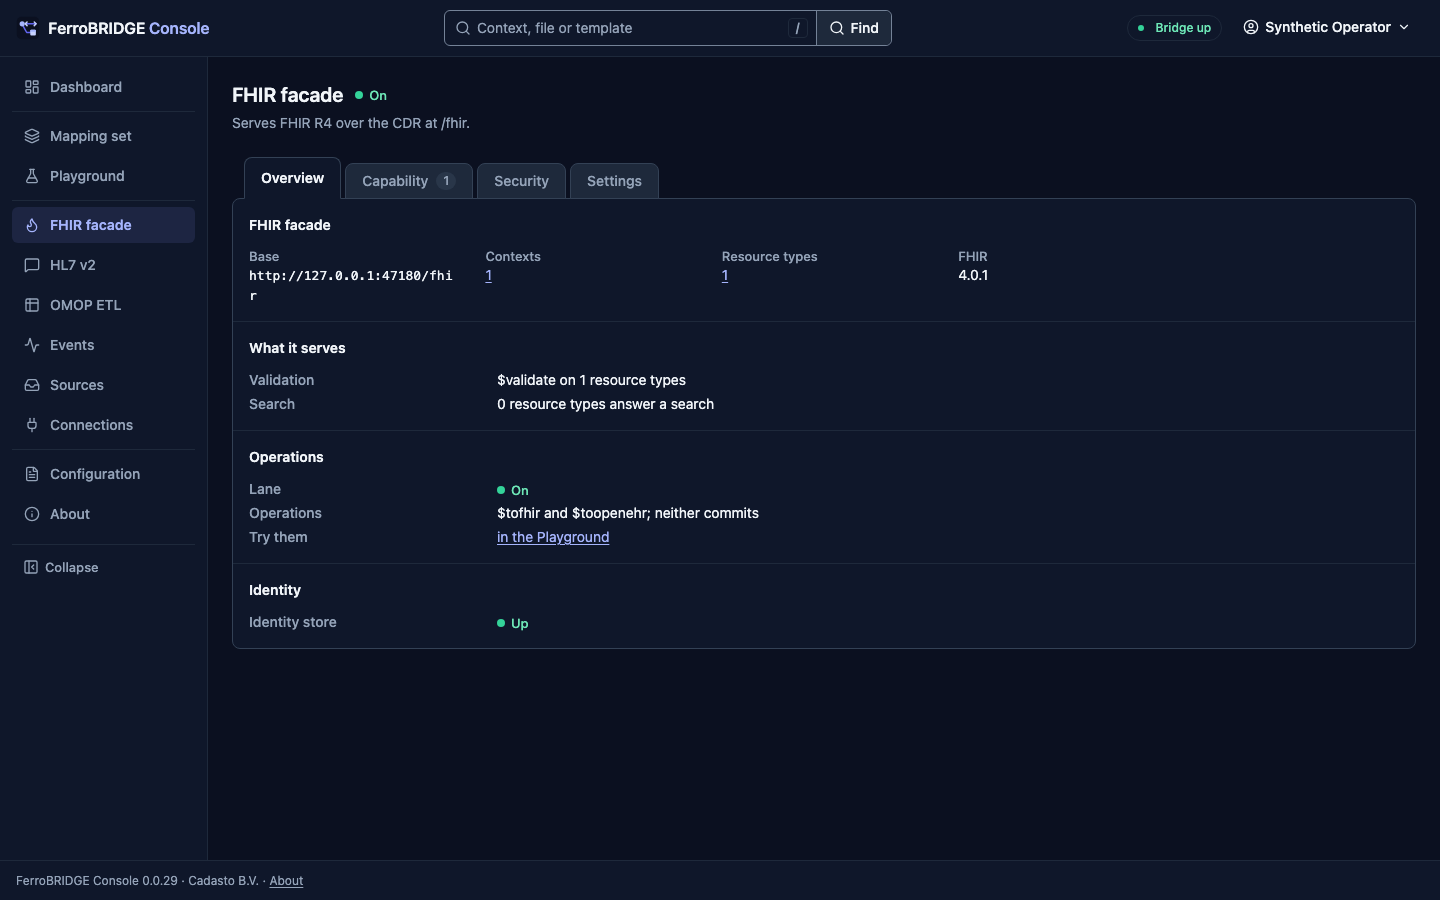 FerroBRIDGE Console
Context, file or template
/
Find
Bridge up
Synthetic Operator
Dashboard
Mapping set
Playground
FHIR facade
HL7 v2
OMOP ETL
Events
Sources
Connections
Configuration
About
Collapse
FHIR facade
On
Serves FHIR R4 over the CDR at /fhir.
Overview
Capability 1
Security
Settings
FHIR facade
Base
http://127.0.0.1:47180/fhi
r
Contexts
1
Resource types
1
FHIR
4.0.1
What it serves
Validation
$validate on 1 resource types
Search
0 resource types answer a search
Operations
Lane
On
Operations
$tofhir and $toopenehr; neither commits
Try them
in the Playground
Identity
Identity store
Up
FerroBRIDGE Console 0.0.29 · Cadasto B.V. · About